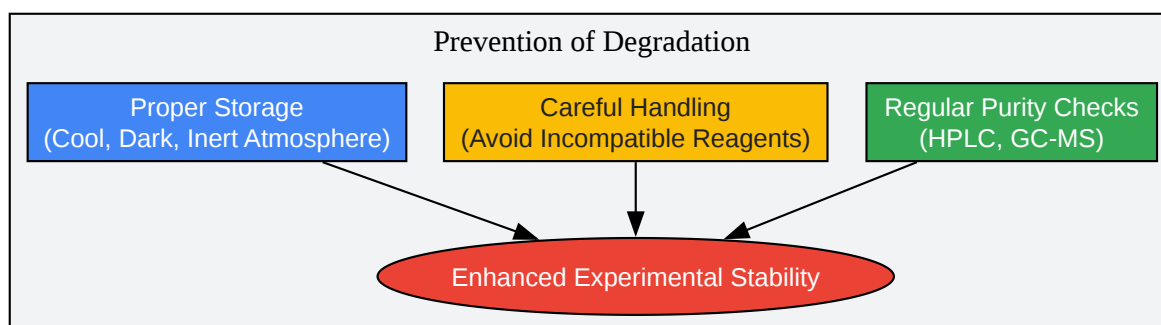 Prevention of Degradation
Proper Storage
(Cool, Dark, Inert Atmosphere)
Careful Handling
(Avoid Incompatible Reagents)
Regular Purity Checks
(HPLC, GC-MS)
Enhanced Experimental Stability